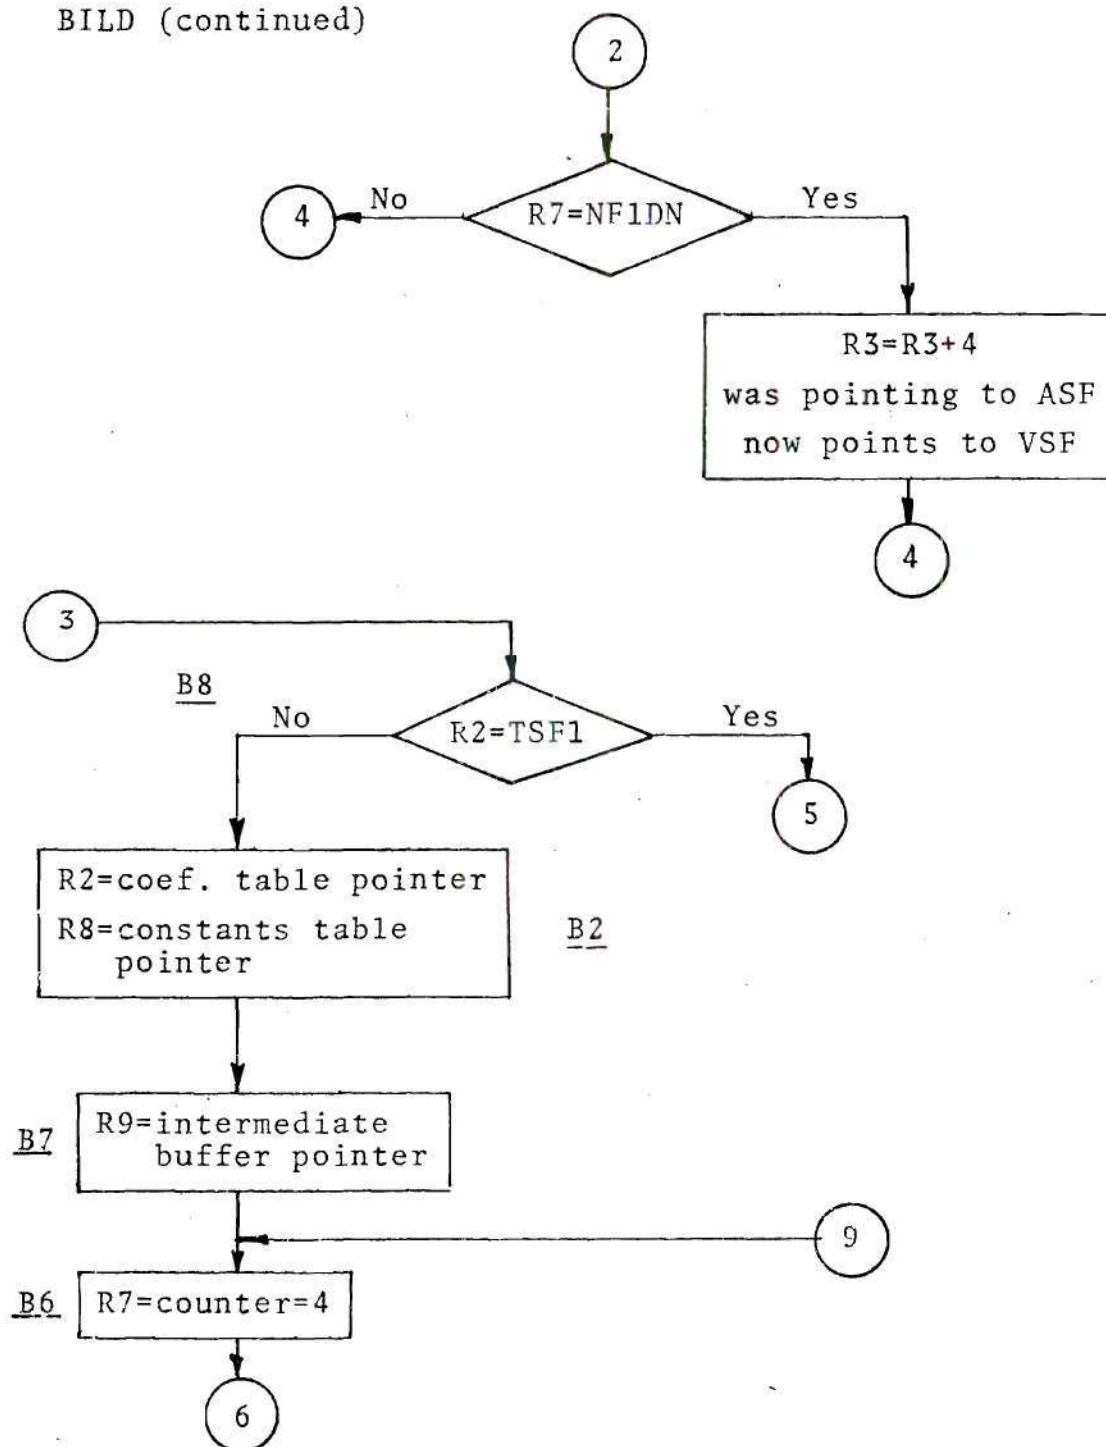 BILD (continued)
2
No
Yes
4
R7=NF1DN
R3=R3+4
was pointing to ASF
now points to VSF
4
3
B8
No
Yes
R2=TSF1
5
R2=coef. table pointer
R8=constants table
pointer
B2
B7
R9=intermediate
buffer pointer
9
B6
R7=counter=4
6